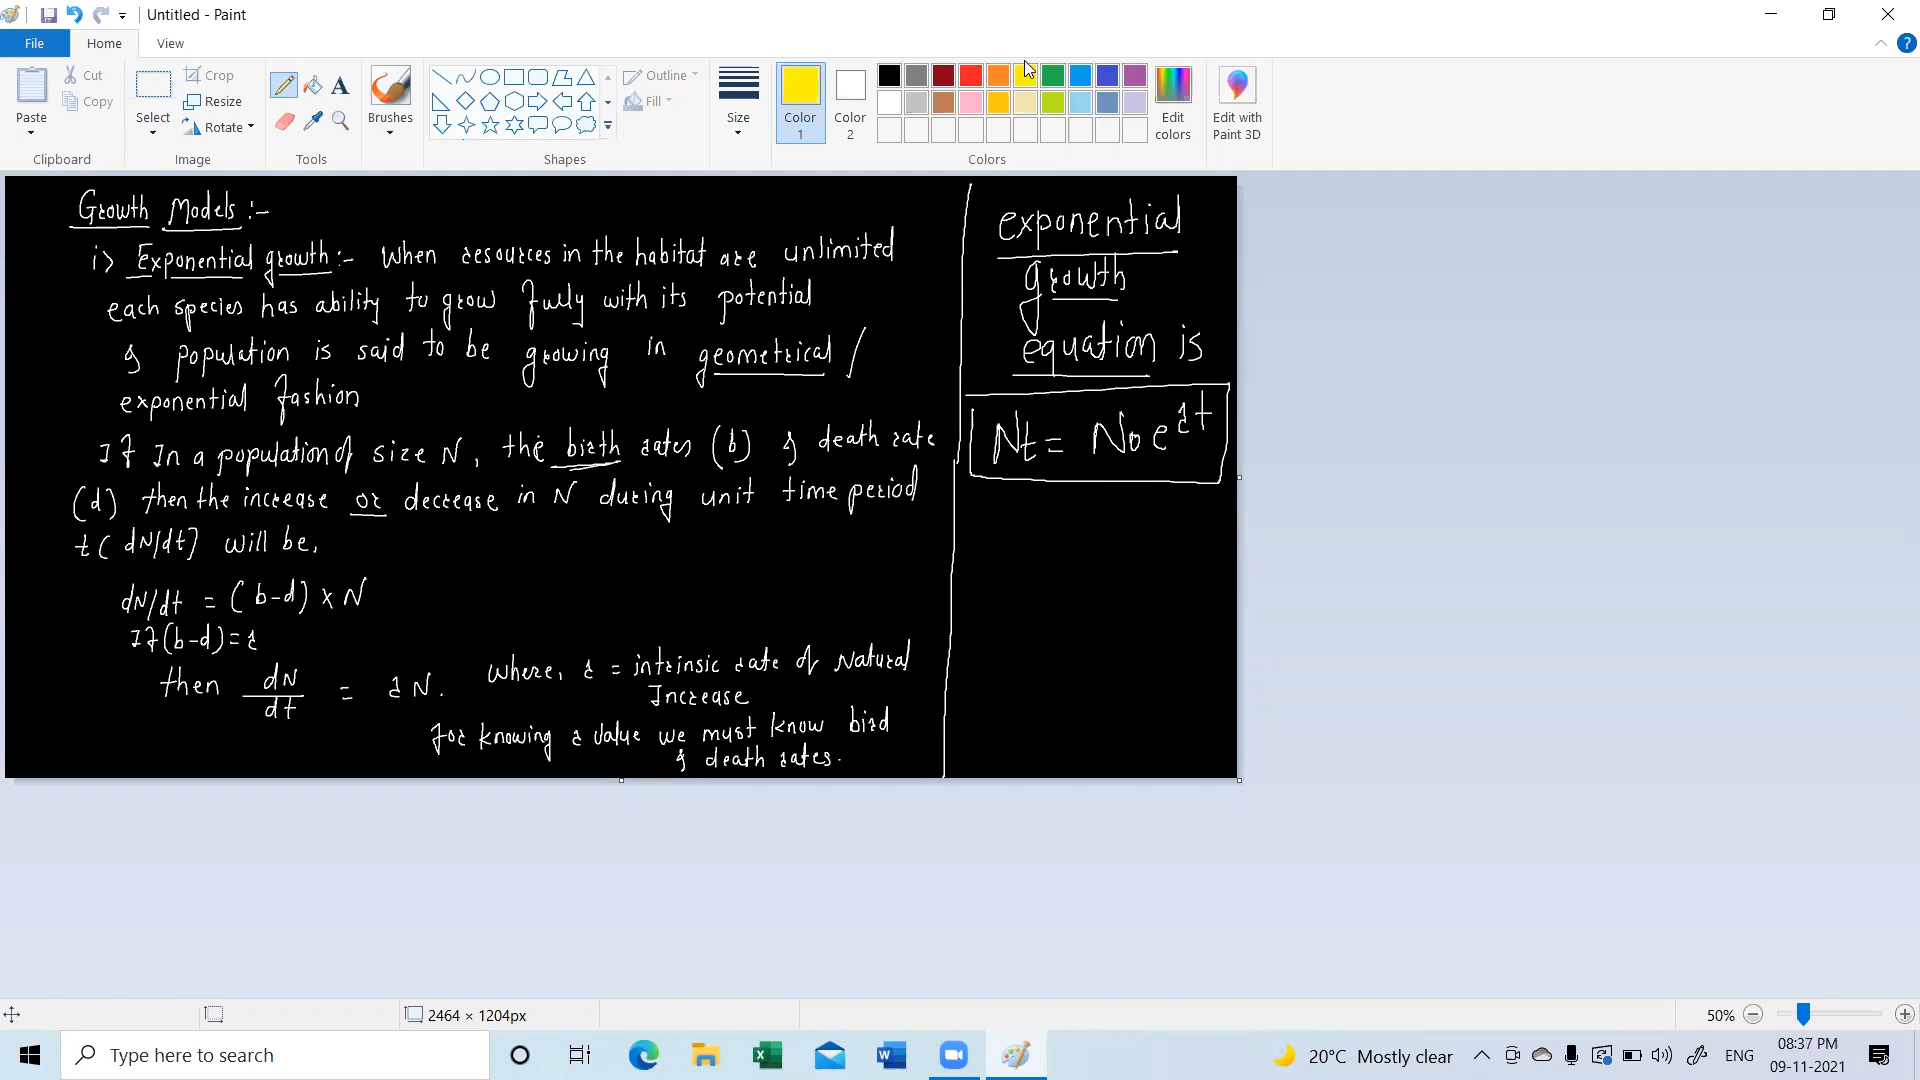 Untitled - Paint
File Home View
Paste
Cut
Copy
Clipboard
Select
Crop
Resize
Rotate
Image
A
Tools
Brushes
Shapes
Outline
Fill
Size
Color 1
Color 2
Colors
Edit colors
Edit with Paint 3D
Growth Models :-
i> Exponential growth :- When resources in the habitat are unlimited
each species has ability to grow fully with its potential
& population is said to be growing in geometrical /
exponential fashion
If In a population of size N, the birth rates (b) & death rate
(d) then the increase or decrease in N during unit time period
t( dN/dt] will be,
dN/dt = (b-d) x N
If (b-d) = r
then dN/dt = rN. where, r = intrinsic rate of Natural
Increase
for knowing r value we must know bird
& death rates.
exponential
growth
equation is
Nt = No e^rt
2464 × 1204px
50%
Type here to search
20°C Mostly clear
ENG
08:37 PM
09-11-2021